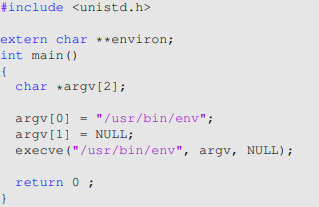 #include <unistd.h>
extern char **environ;
int main()
{
char *argv[2];
argv[0] = "/usr/bin/env";
argv[1] = NULL;
execve("/usr/bin/env", argv, NULL);
return 0 ;
}